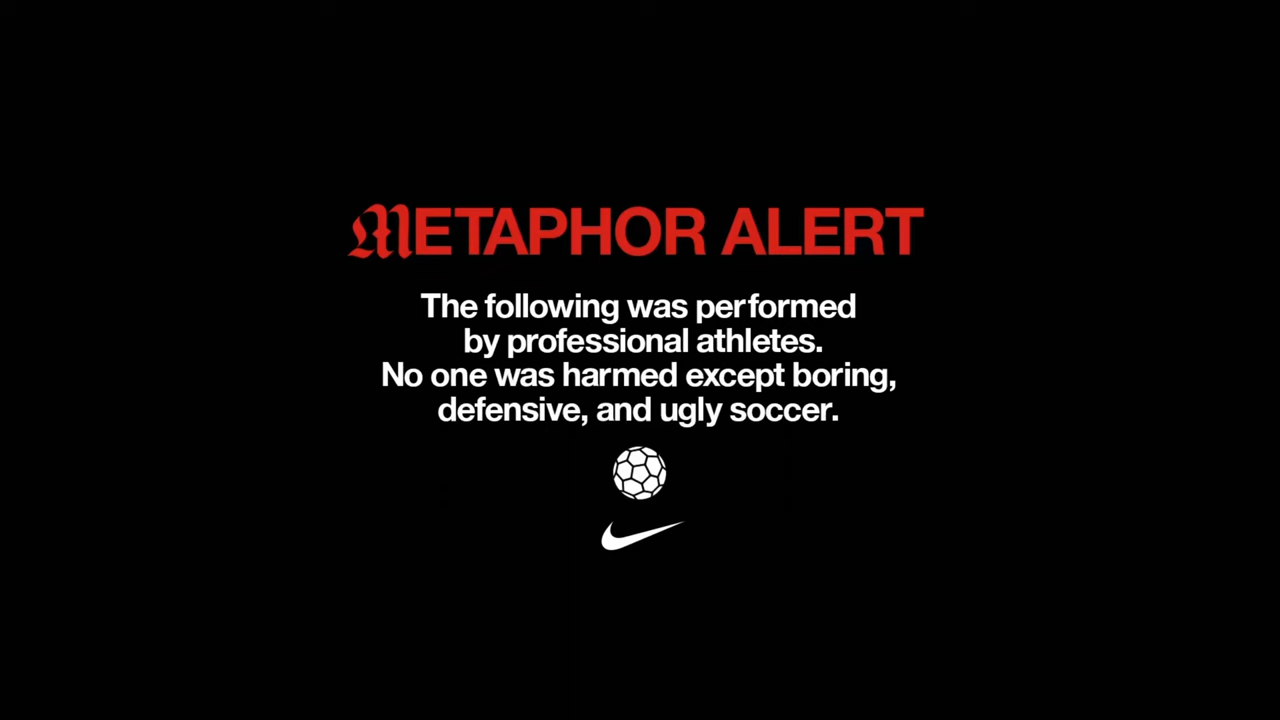 METAPHOR ALERT
The following was performed
by professional athletes.
No one was harmed except boring,
defensive, and ugly soccer.